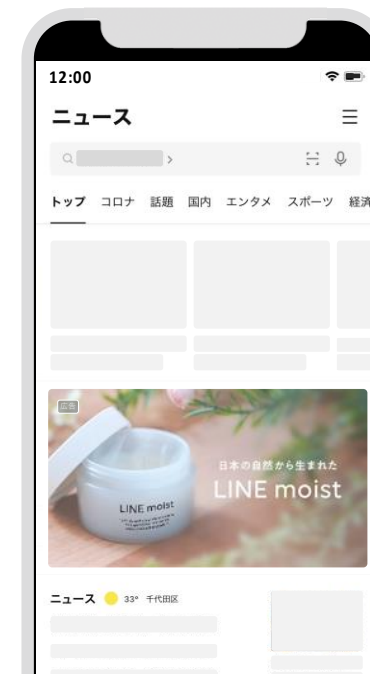 12:00
ニュース
トップ コロナ 話題 国内 エンタメ スポーツ 経済
広告
日本の自然から生まれた
LINE moist
LINE moist
ニュース 33° 千代田区